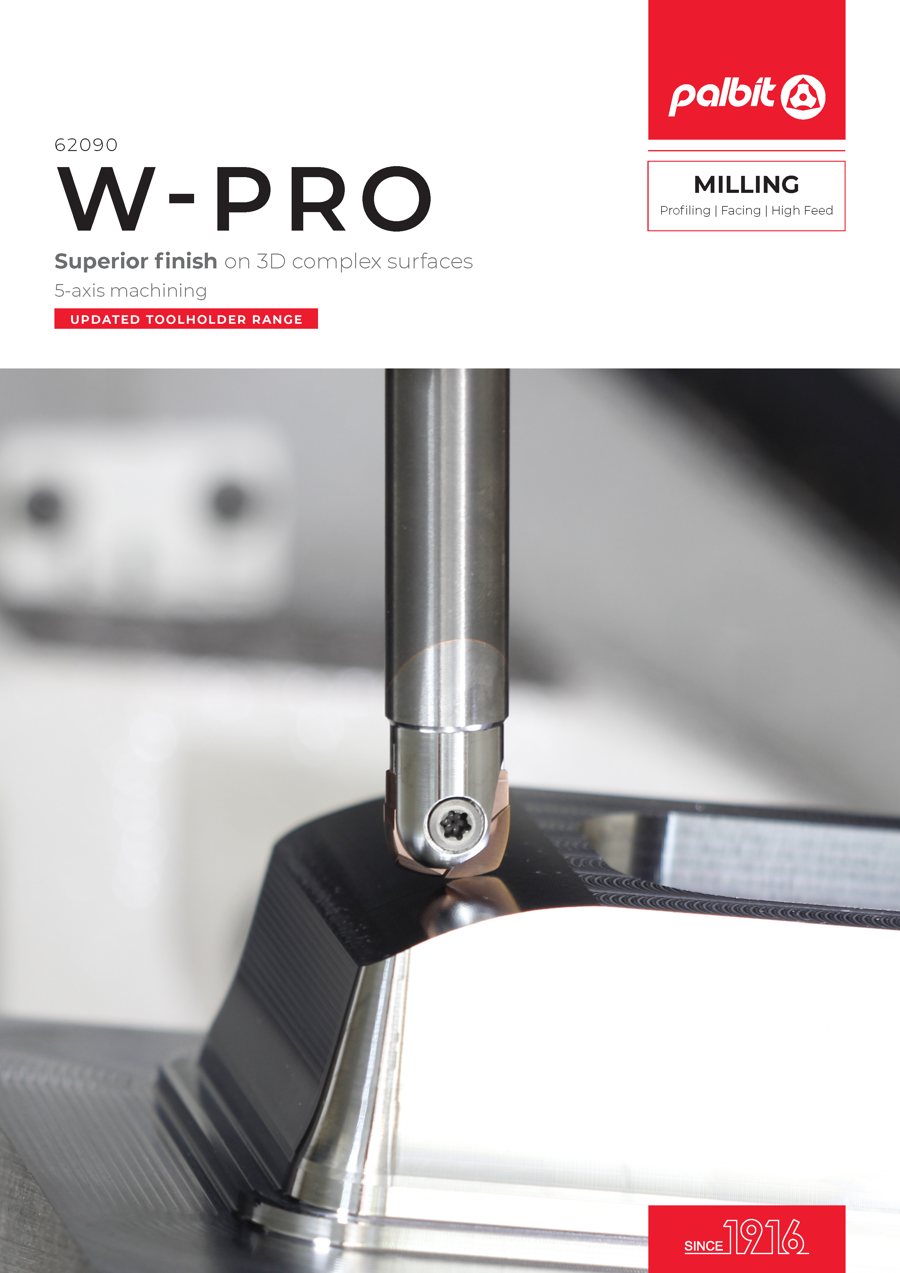 palbit
62090
W-PRO
MILLING
Profiling | Facing | High Feed
Superior finish on 3D complex surfaces
5-axis machining
UPDATED TOOLHOLDER RANGE
SINCE 1916